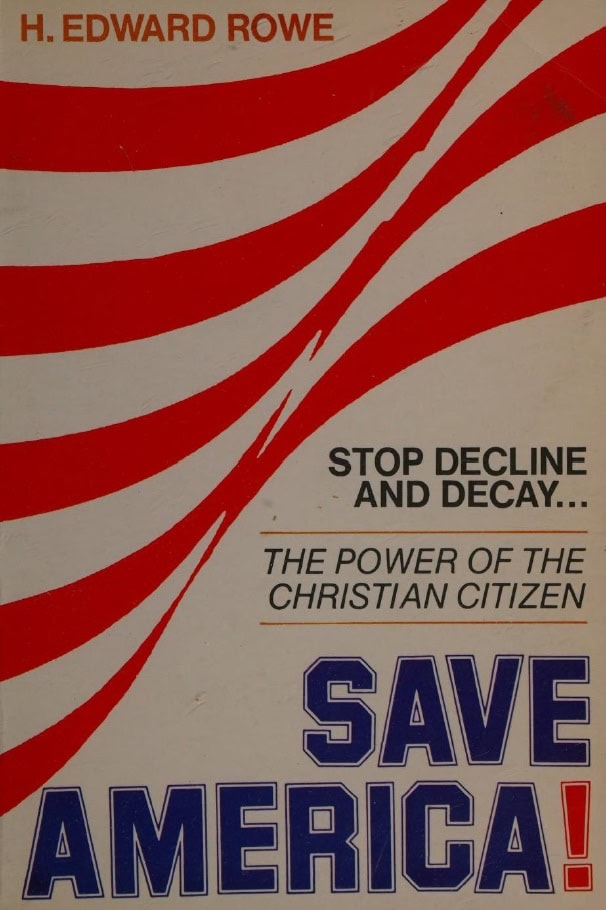 H. EDWARD ROWE
STOP DECLINE
AND DECAY...
THE POWER OF THE
CHRISTIAN CITIZEN
SAVE
AMERICA!